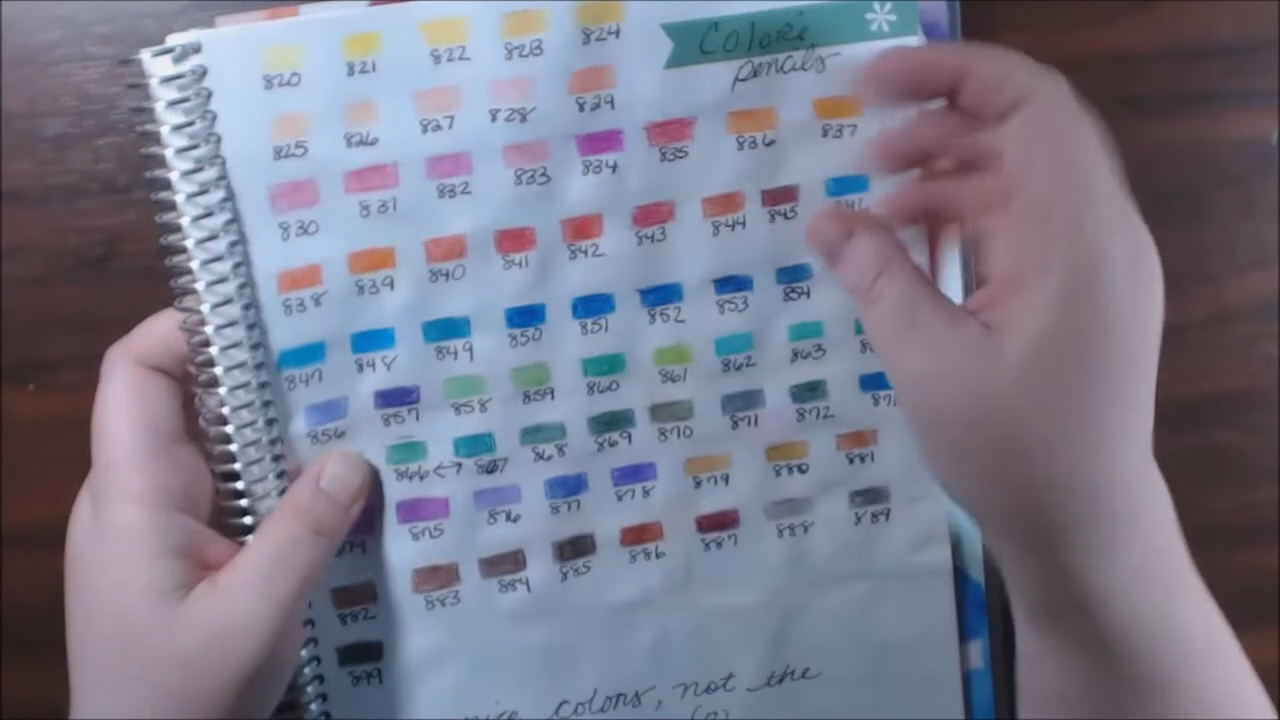 Colori
pencils
820 821 822 823 824
825 826 827 828 829
830 831 832 833 834 835 836 837
838 839 840 841 842 843 844 845
847 848 849 850 851 852 853 854
856 857 858 859 860 861 862 863
866 ↔ 867 868 869 870 871 872
875 876 877 878 879 880 881
882 883 884 885 886 887 888 889
899
colors, not the